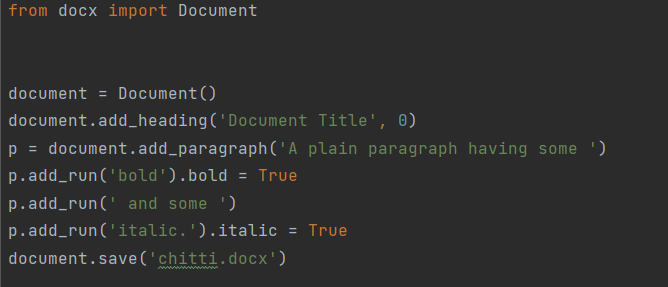 from docx import Document
document = Document()
document.add_heading('Document Title', 0)
p = document.add_paragraph('A plain paragraph having some ')
p.add_run('bold').bold = True
p.add_run(' and some ')
p.add_run('italic.').italic = True
document.save('chitti.docx')